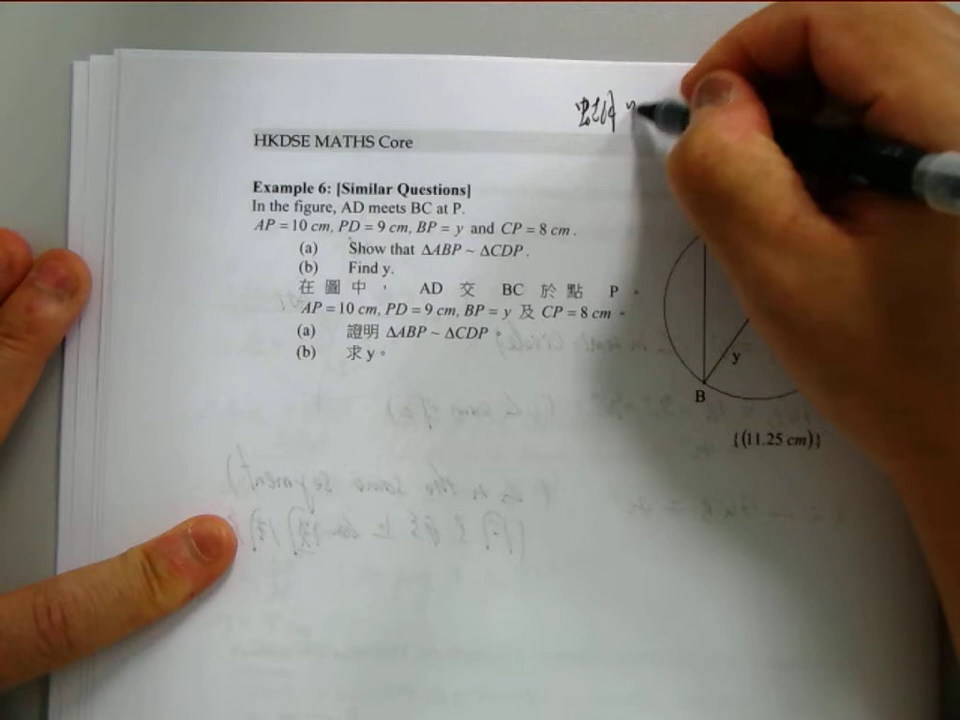 HKDSE MATHS Core
Example 6: [Similar Questions]
In the figure, AD meets BC at P.
AP = 10 cm, PD = 9 cm, BP = y and CP = 8 cm.
(a) Show that ΔABP ~ ΔCDP.
(b) Find y.
在圖中，AD 交 BC 於點 P。
AP = 10 cm, PD = 9 cm, BP = y 及 CP = 8 cm。
(a) 證明 ΔABP ~ ΔCDP。
(b) 求 y。
y
B
{(11.25 cm)}